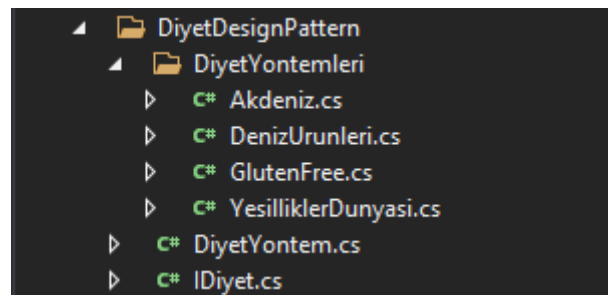 DiyetDesignPattern
DiyetYontemleri
C# Akdeniz.cs
C# DenizUrunleri.cs
C# GlutenFree.cs
C# YesilliklerDunyasi.cs
C# DiyetYontem.cs
C# IDiyet.cs